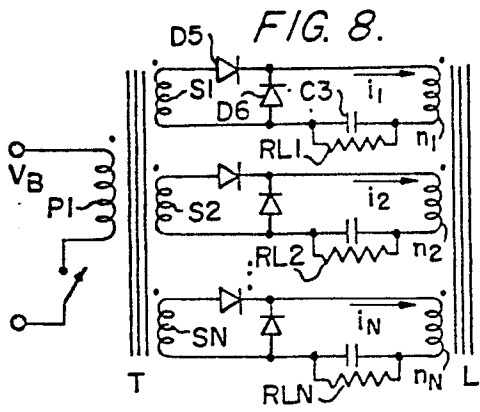 FIG. 8.
D5
S1
D6
C3
i1
RL1
n1
VB
P1
S2
i2
RL2
n2
SN
iN
RLN
nN
T
L